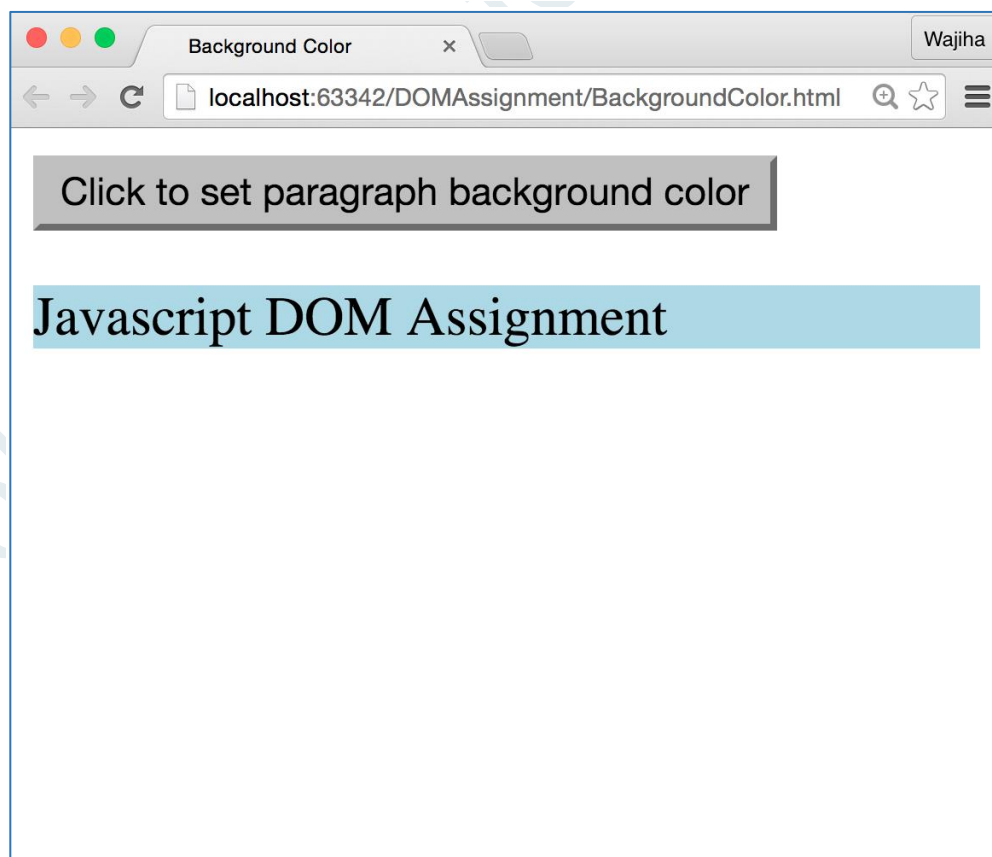 Background Color
Wajiha
localhost:63342/DOMAssignment/BackgroundColor.html
Click to set paragraph background color
Javascript DOM Assignment